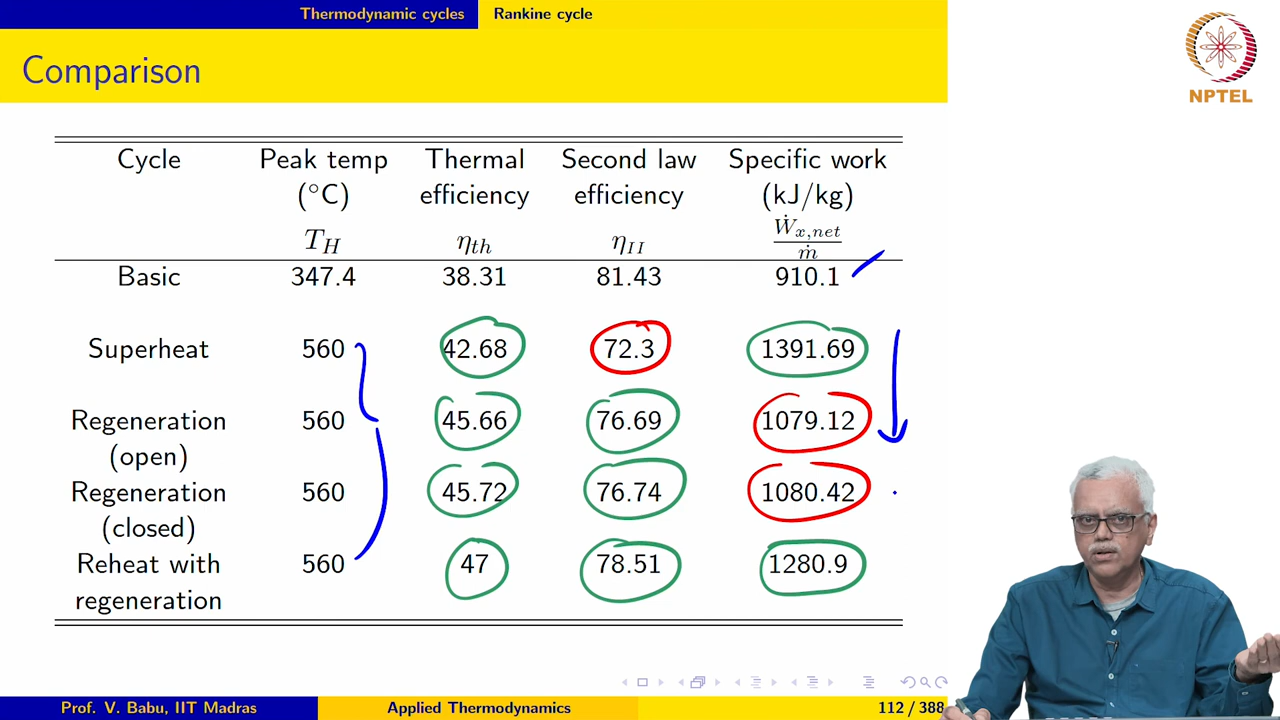 Thermodynamic cycles Rankine cycle
NPTEL
Comparison
Cycle Peak temp Thermal Second law Specific work
(°C) efficiency efficiency (kJ/kg)
T_H η_th η_II Ẇ_x,net / ṁ
Basic 347.4 38.31 81.43 910.1
Superheat 560 42.68 72.3 1391.69
Regeneration 560 45.66 76.69 1079.12
(open)
Regeneration 560 45.72 76.74 1080.42
(closed)
Reheat with 560 47 78.51 1280.9
regeneration
Prof. V. Babu, IIT Madras Applied Thermodynamics 112 / 388